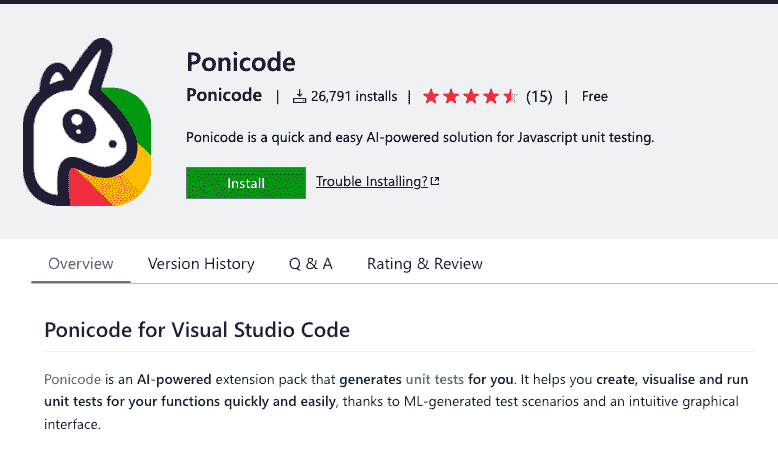 Ponicode
Ponicode | 26,791 installs | (15) | Free
Ponicode is a quick and easy AI-powered solution for Javascript unit testing.
Install Trouble Installing?
Overview Version History Q & A Rating & Review
Ponicode for Visual Studio Code
Ponicode is an AI-powered extension pack that generates unit tests for you. It helps you create, visualise and run
unit tests for your functions quickly and easily, thanks to ML-generated test scenarios and an intuitive graphical
interface.